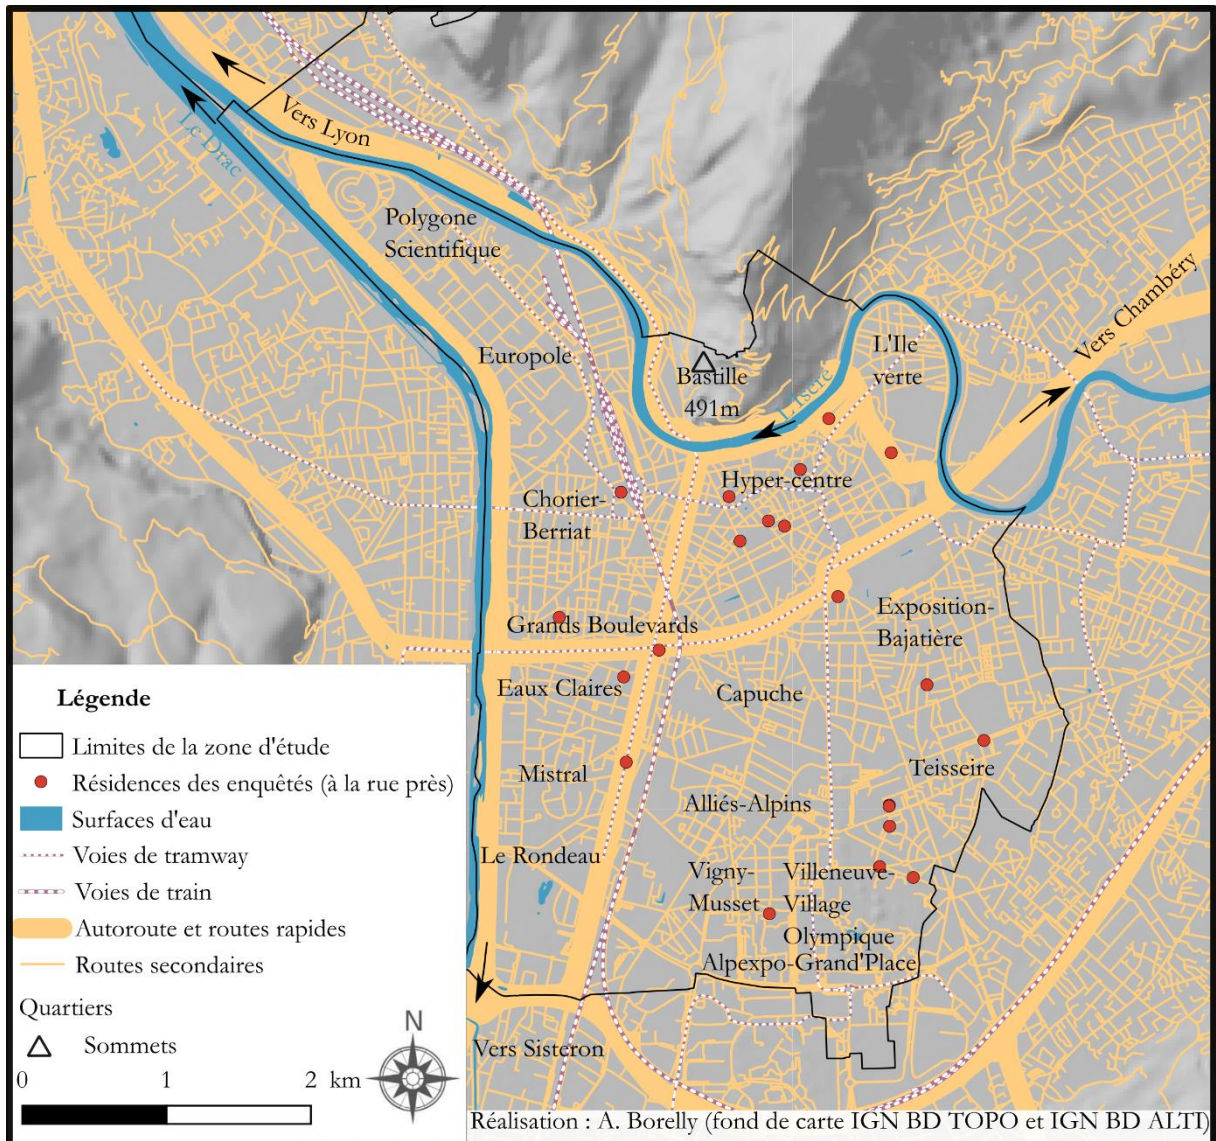 Vers Lyon
Le Drac
Polygone
Scientifique
Vers Chambéry
L'Ile
verte
Europole
Bastille
491m
L'Isère
Hyper-centre
Chorier-
Berriat
Exposition-
Bajatière
Grands Boulevards
Eaux Claires
Capuche
Mistral
Teisseire
Alliés-Alpins
Le Rondeau
Vigny-
Musset
Villeneuve-
Village
Olympique
Alpexpo-Grand'Place
Vers Sisteron
Légende
Limites de la zone d'étude
Résidences des enquêtés (à la rue près)
Surfaces d'eau
Voies de tramway
Voies de train
Autoroute et routes rapides
Routes secondaires
Quartiers
Sommets
N
0 1 2 km
Réalisation : A. Borelly (fond de carte IGN BD TOPO et IGN BD ALTI)